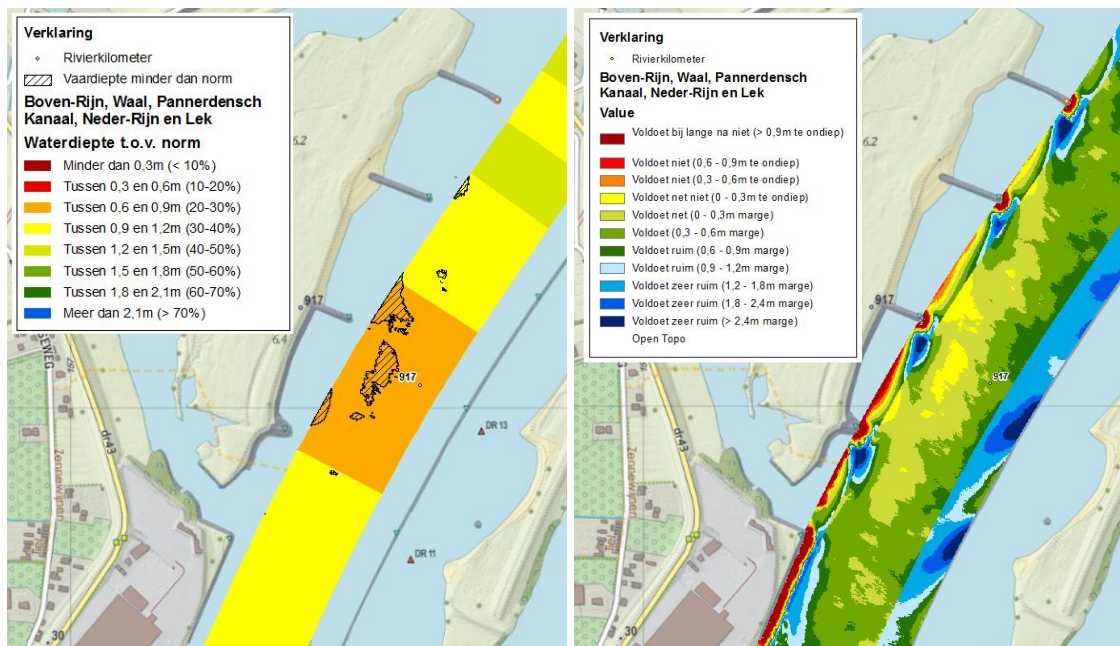 Verklaring
Rivierkilometer
Vaardiepte minder dan norm
Boven-Rijn, Waal, Pannerdensch
Kanaal, Neder-Rijn en Lek
Waterdiepte t.o.v. norm
Minder dan 0,3m (< 10%)
Tussen 0,3 en 0,6m (10-20%)
Tussen 0,6 en 0,9m (20-30%)
Tussen 0,9 en 1,2m (30-40%)
Tussen 1,2 en 1,5m (40-50%)
Tussen 1,5 en 1,8m (50-60%)
Tussen 1,8 en 2,1m (60-70%)
Meer dan 2,1m (> 70%)
6.2
917
6.4
917
DR 13
dr43
Zennewijnen
DR 11
.30
Verklaring
Rivierkilometer
Boven-Rijn, Waal, Pannerdensch
Kanaal, Neder-Rijn en Lek
Value
Voldoet bij lange na niet (> 0,9m te ondiep)
Voldoet niet (0,6 - 0,9m te ondiep)
Voldoet niet (0,3 - 0,6m te ondiep)
Voldoet net niet (0 - 0,3m te ondiep)
Voldoet net (0 - 0,3m marge)
Voldoet (0,3 - 0,6m marge)
Voldoet ruim (0,6 - 0,9m marge)
Voldoet ruim (0,9 - 1,2m marge)
Voldoet zeer ruim (1,2 - 1,8m marge)
Voldoet zeer ruim (1,8 - 2,4m marge)
Voldoet zeer ruim (> 2,4m marge)
Open Topo
6.2
917
6.4
917
dr43
Zennewijnen
.30